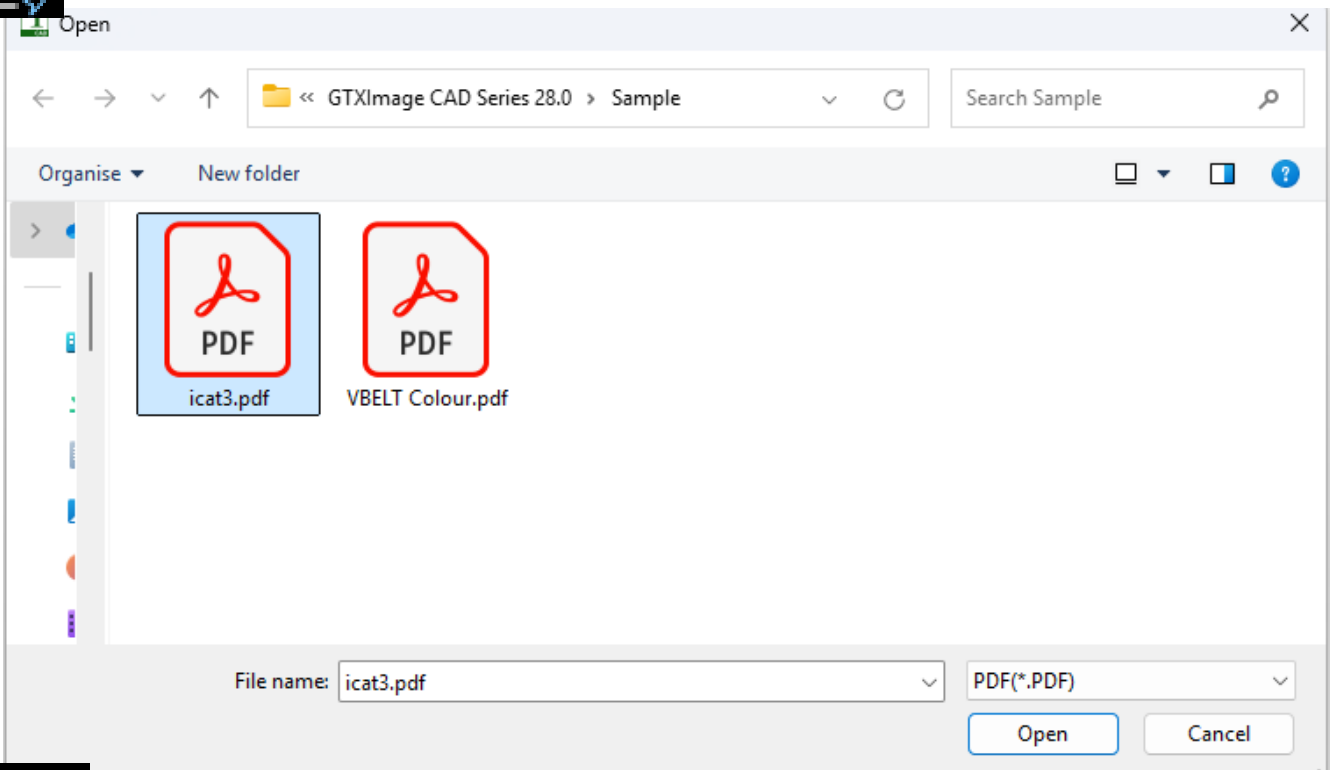 Open
GTXImage CAD Series 28.0 > Sample
Search Sample
Organise
New folder
PDF
PDF
icat3.pdf
VBELT Colour.pdf
File name: icat3.pdf
PDF(*.PDF)
Open
Cancel